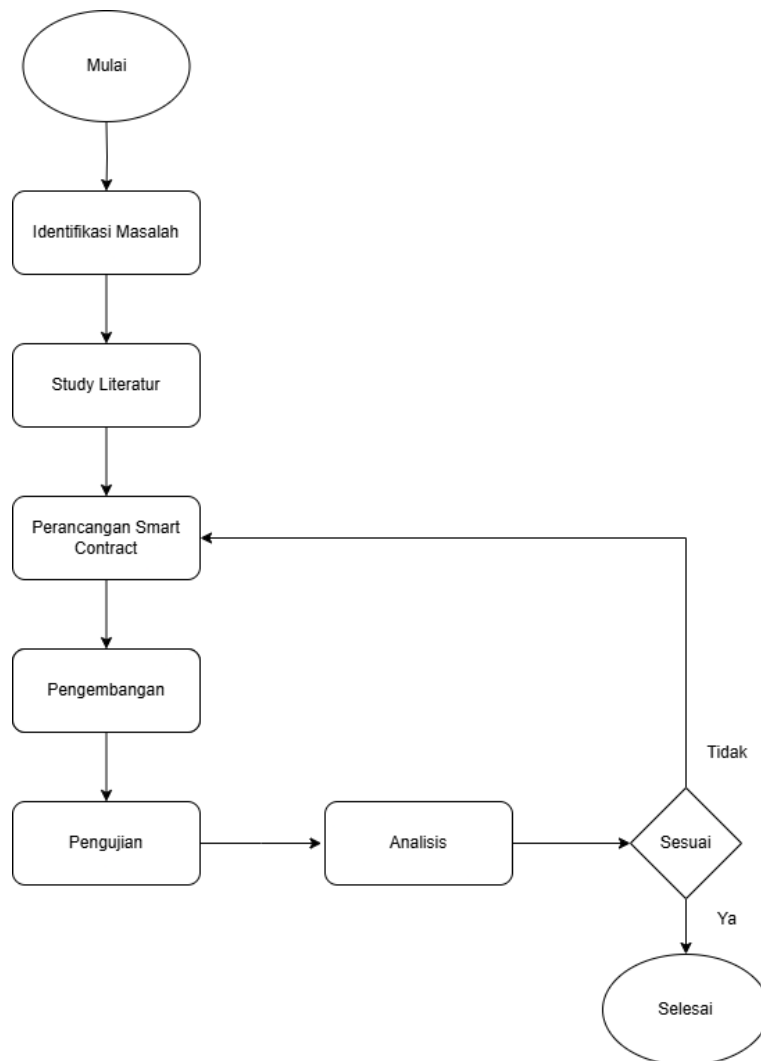 Mulai
Identifikasi Masalah
Study Literatur
Perancangan Smart
Contract
Pengembangan
Tidak
Pengujian
Analisis
Sesuai
Ya
Selesai